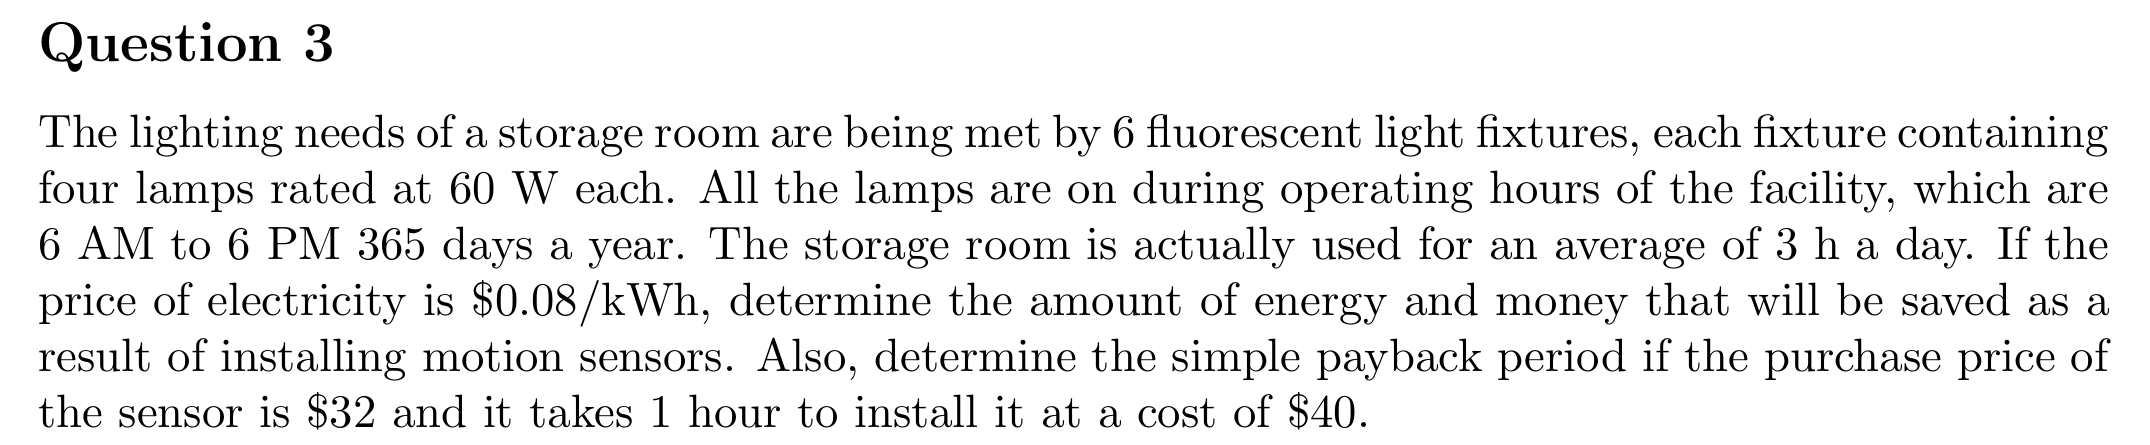 Question 3
The lighting needs of a storage room are being met by 6 fluorescent light fixtures, each fixture containing
four lamps rated at 60 W each. All the lamps are on during operating hours of the facility, which are
6 AM to 6 PM 365 days a year. The storage room is actually used for an average of 3 h a day. If the
price of electricity is $0.08/kWh, determine the amount of energy and money that will be saved as a
result of installing motion sensors. Also, determine the simple payback period if the purchase price of
the sensor is $32 and it takes 1 hour to install it at a cost of $40.